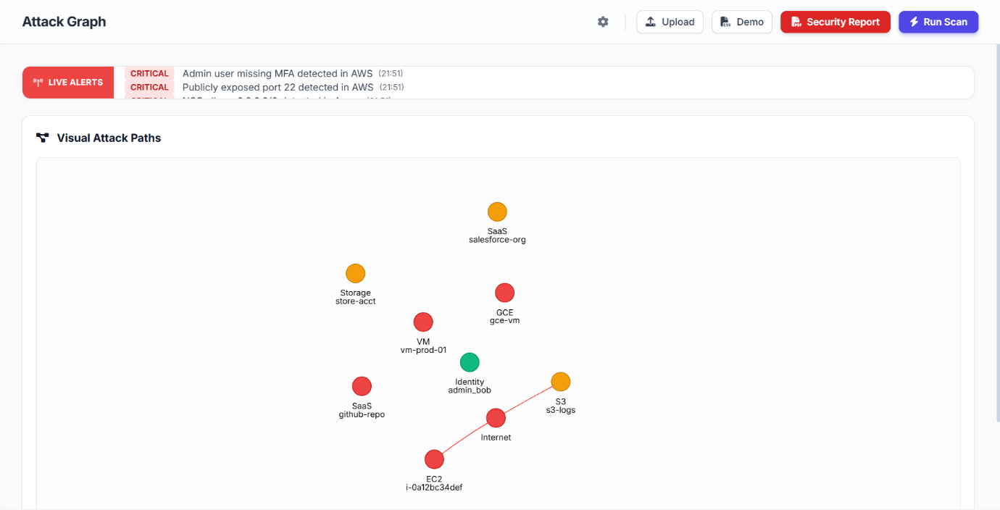 Attack Graph
Upload
Demo
Security Report
Run Scan
LIVE ALERTS
CRITICAL Admin user missing MFA detected in AWS (21:51)
CRITICAL Publicly exposed port 22 detected in AWS (21:51)
Visual Attack Paths
SaaS
salesforce-org
Storage
store-acct
GCE
gce-vm
VM
vm-prod-01
Identity
admin_bob
SaaS
github-repo
S3
s3-logs
Internet
EC2
i-0a12bc34def